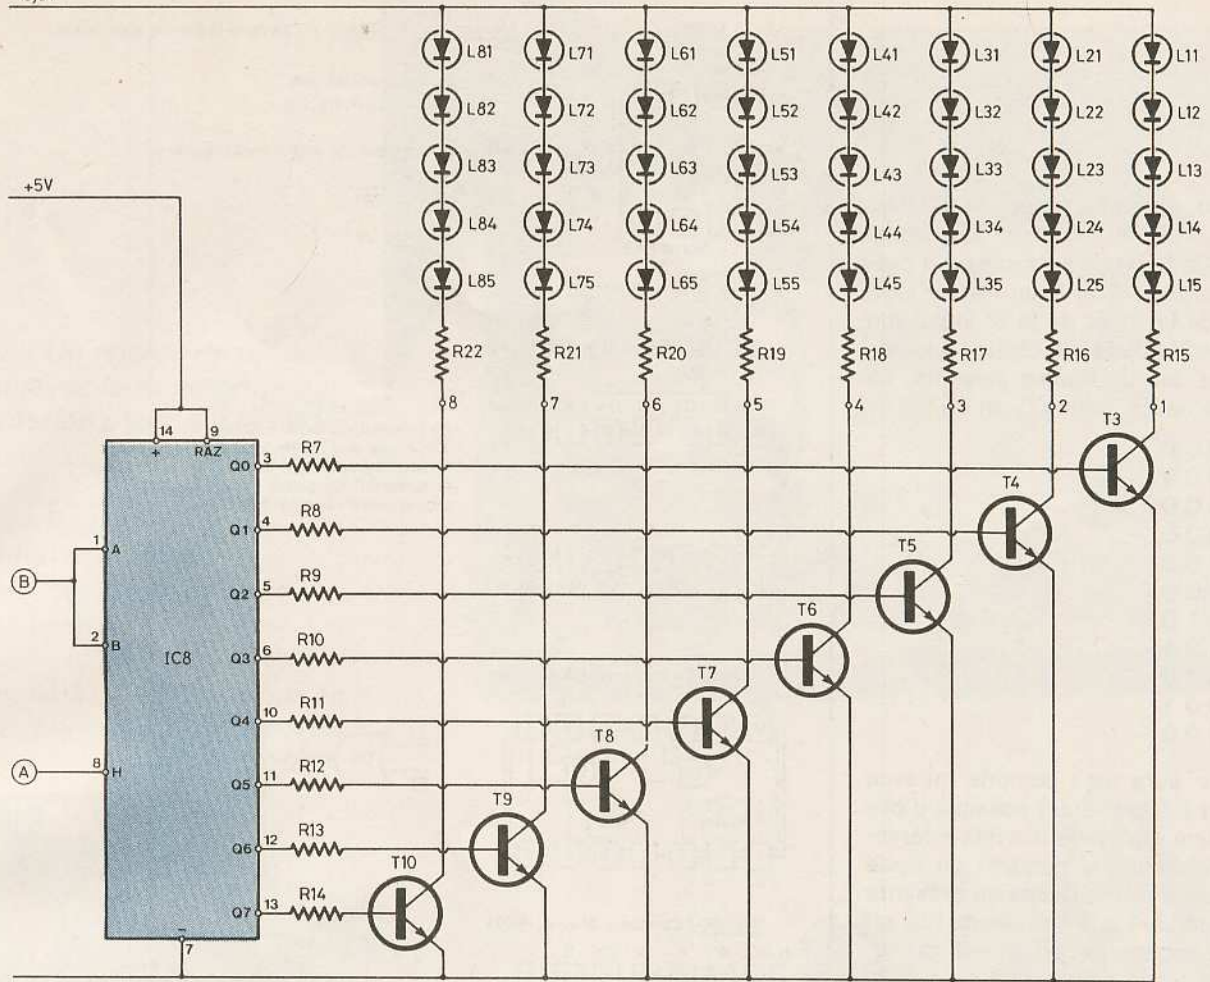 L81 L71 L61 L51 L41 L31 L21 L11
L82 L72 L62 L52 L42 L32 L22 L12
L83 L73 L63 L53 L43 L33 L23 L13
+5V
L84 L74 L64 L54 L44 L34 L24 L14
L85 L75 L65 L55 L45 L35 L25 L15
R22 R21 R20 R19 R18 R17 R16 R15
8 7 6 5 4 3 2 1
T3
14 9
+ RAZ
Q0 3 R7
T4
Q1 4 R8
1 A
T5
B
Q2 5 R9
T6
2 B
IC8
Q3 6 R10
T7
Q4 10 R11
T8
A
8 H
Q5 11 R12
T9
Q6 12 R13
T10
Q7 13 R14
-
7